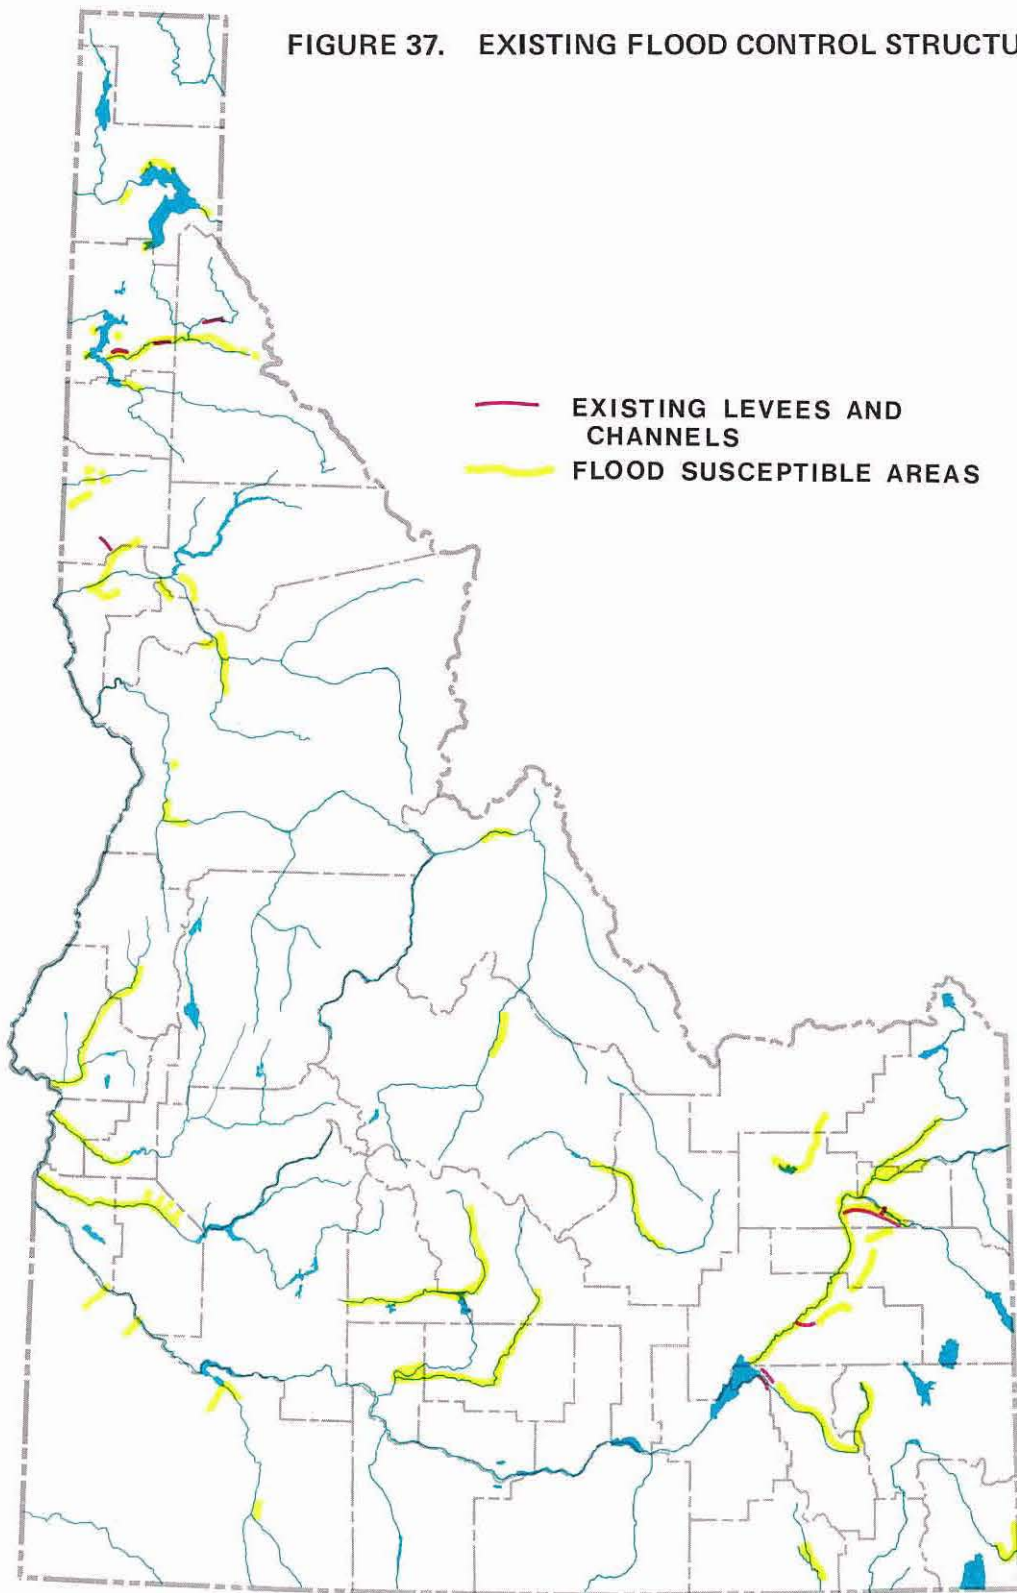 FIGURE 37. EXISTING FLOOD CONTROL STRUCTU
EXISTING LEVEES AND
CHANNELS
FLOOD SUSCEPTIBLE AREAS